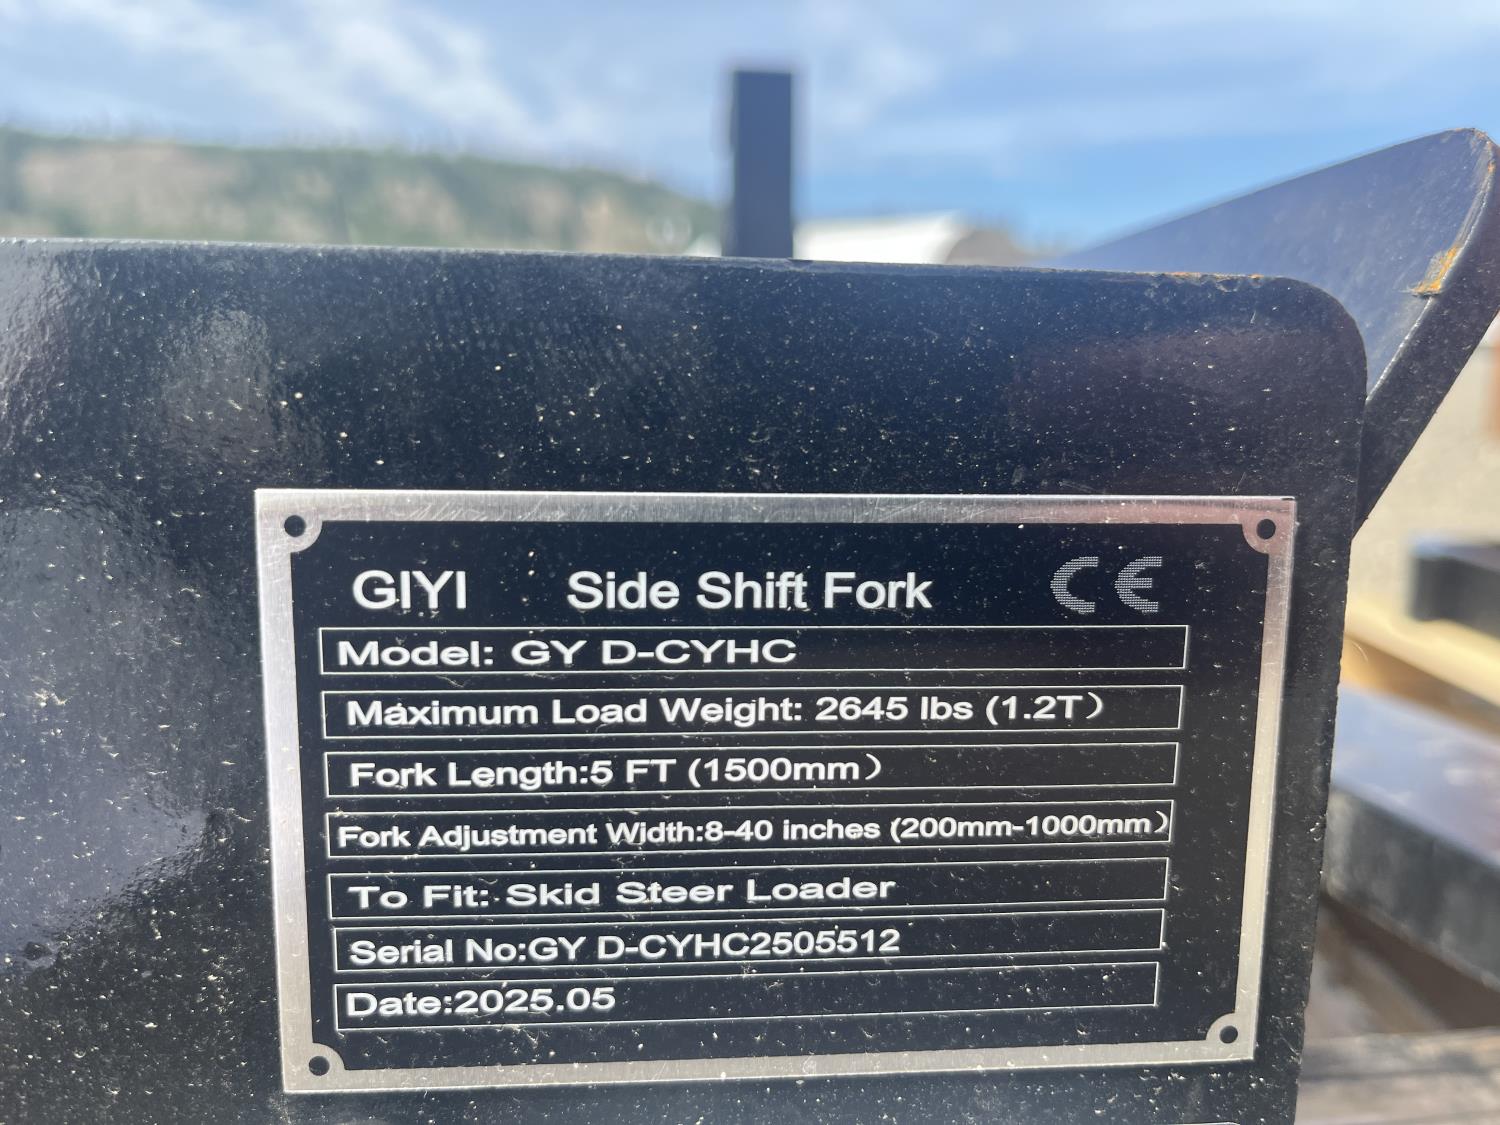 GIYI Side Shift Fork CE
Model: GY D-CYHC
Maximum Load Weight: 2645 lbs (1.2T）
Fork Length:5 FT (1500mm）
Fork Adjustment Width:8-40 inches (200mm-1000mm）
To Fit: Skid Steer Loader
Serial No:GY D-CYHC2505512
Date:2025.05